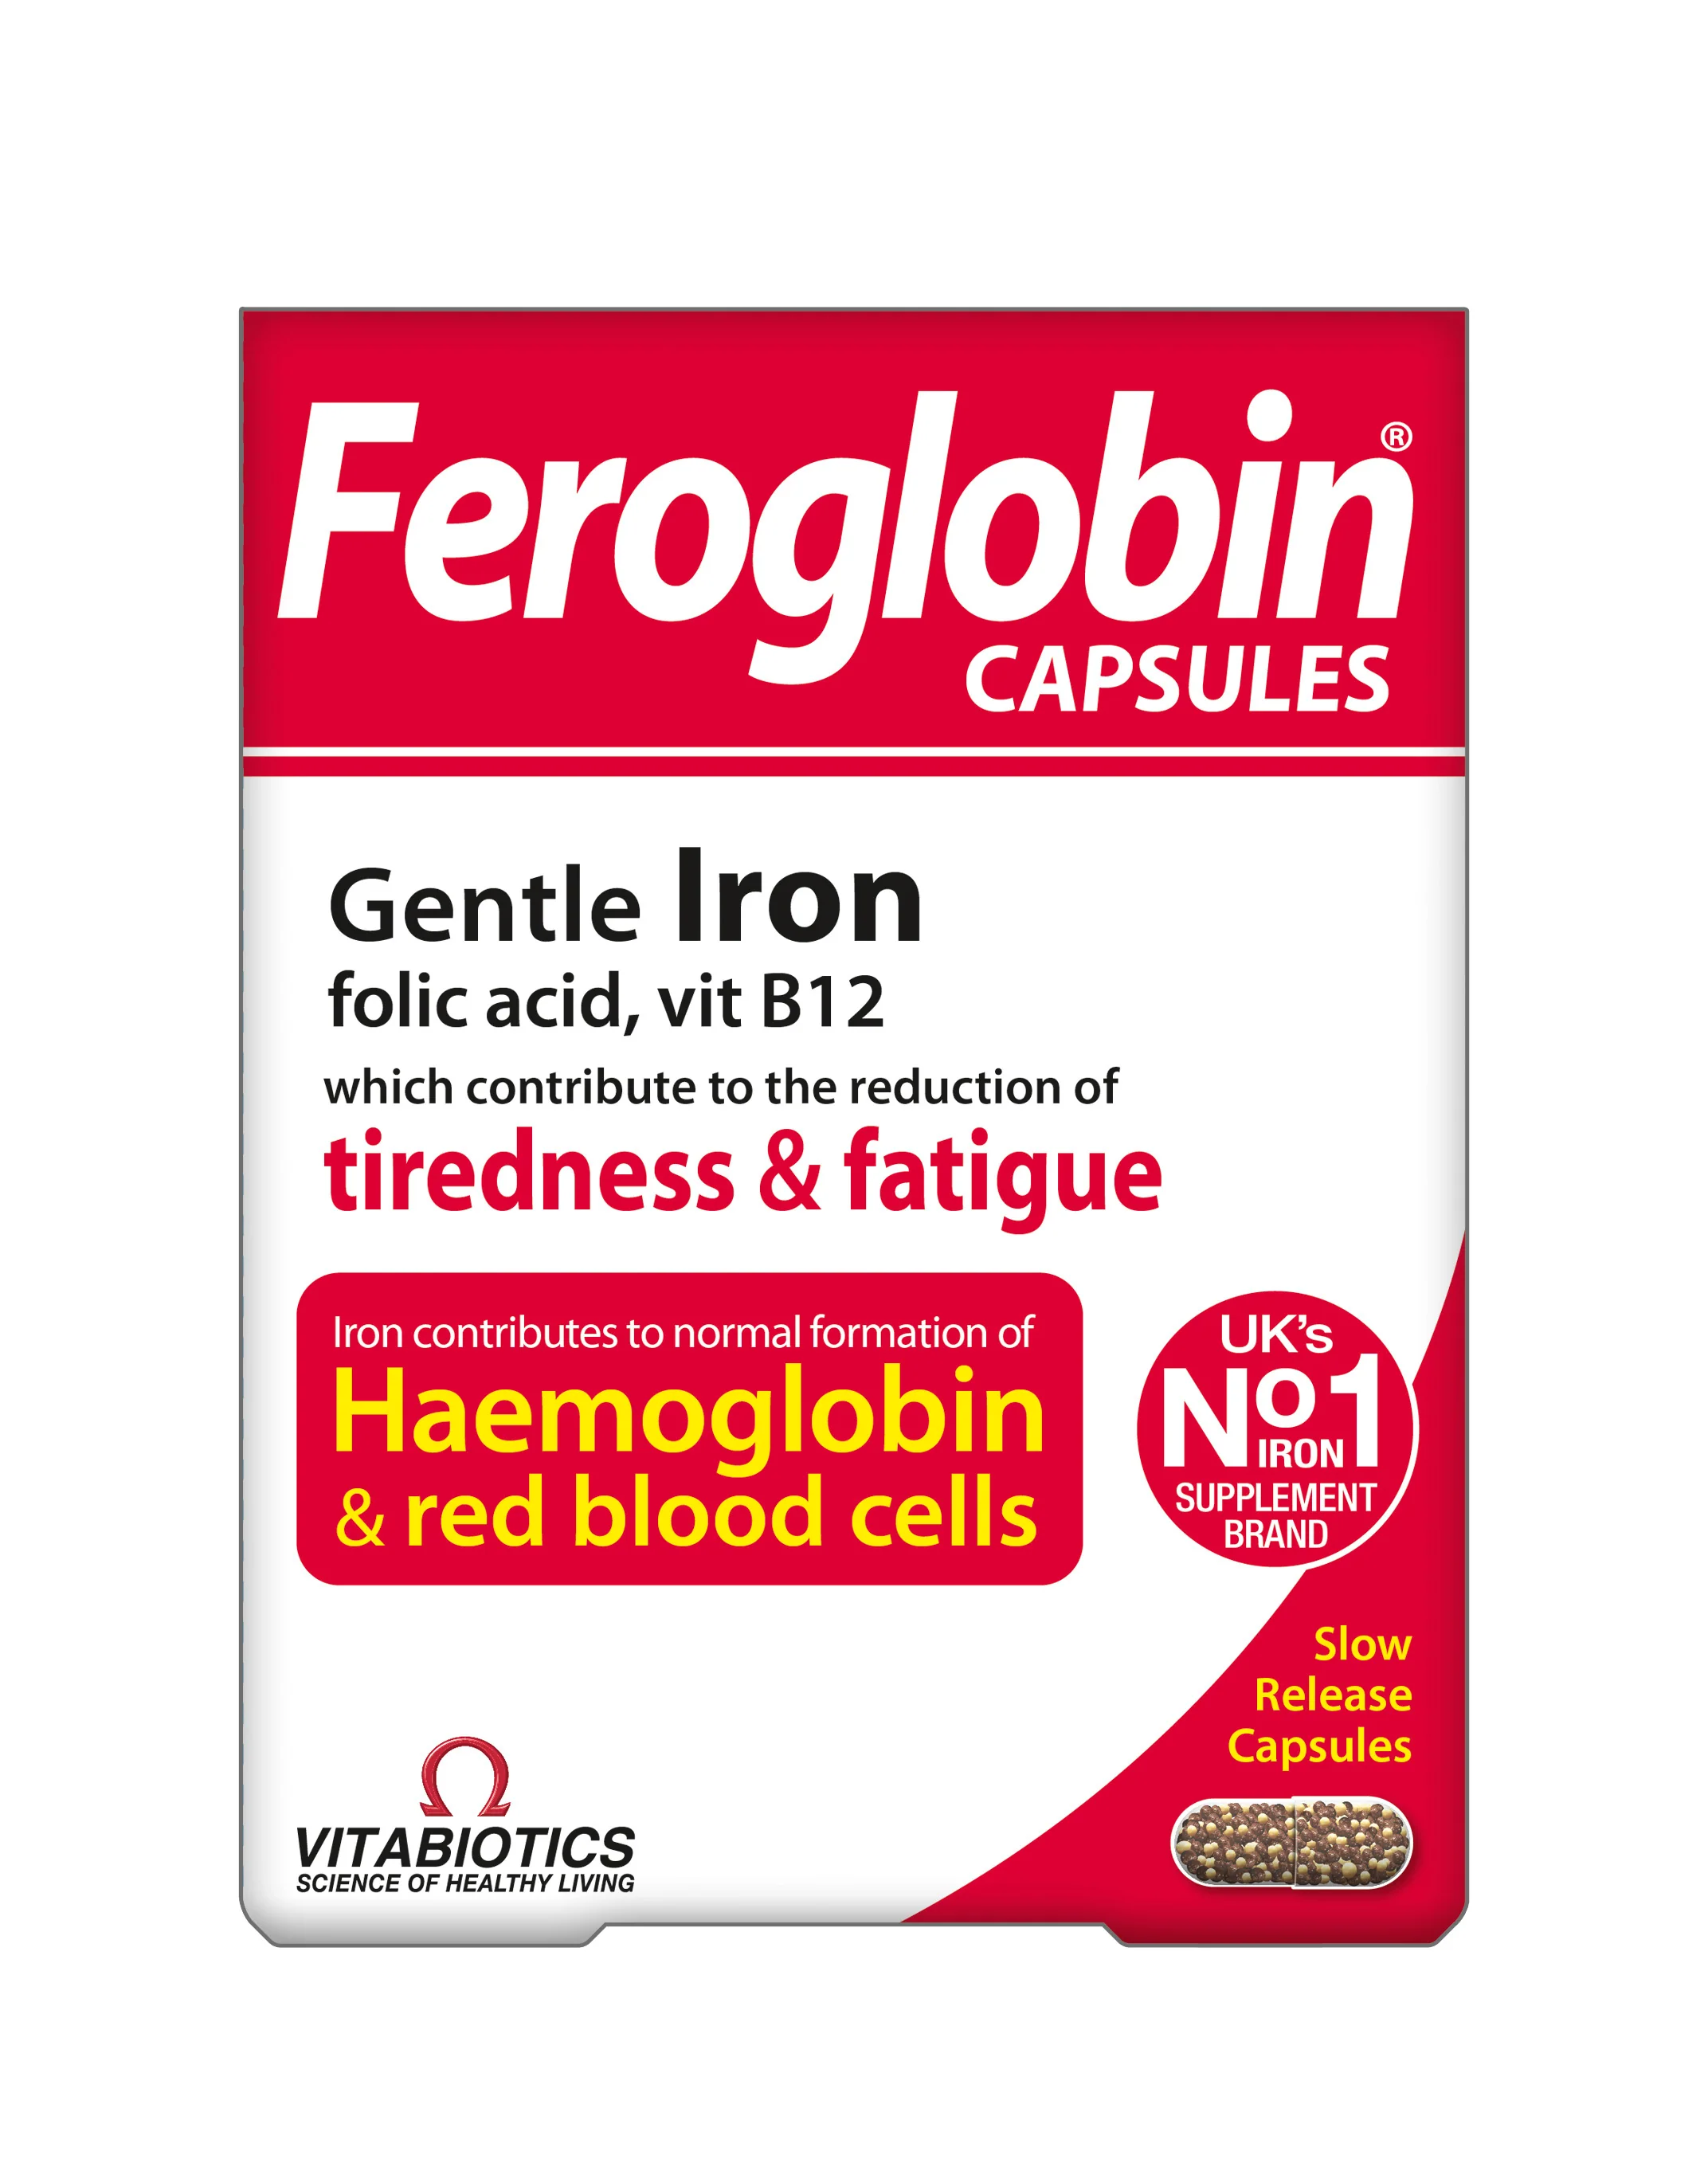 Feroglobin®
CAPSULES
Gentle Iron
folic acid, vit B12
which contribute to the reduction of
tiredness & fatigue
Iron contributes to normal formation of
Haemoglobin
& red blood cells
UK's
No1
IRON
SUPPLEMENT
BRAND
Slow
Release
Capsules
VITABIOTICS
SCIENCE OF HEALTHY LIVING